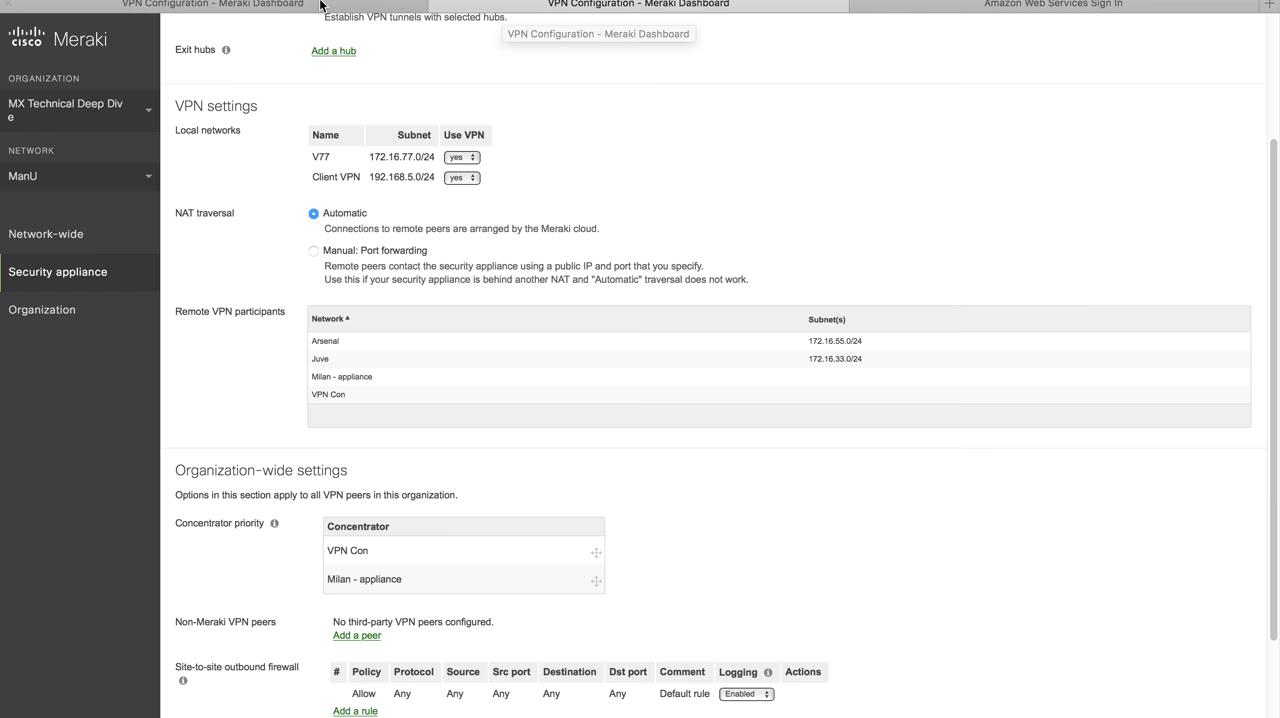 VPN Configuration - Meraki Dashboard
VPN Configuration - Meraki Dashboard
Amazon Web Services Sign In
VPN Configuration - Meraki Dashboard
cisco Meraki
ORGANIZATION
MX Technical Deep Div
e
NETWORK
ManU
Network-wide
Security appliance
Organization
Establish VPN tunnels with selected hubs.
Exit hubs i Add a hub
VPN settings
Local networks
Name Subnet Use VPN
V77 172.16.77.0/24 yes
Client VPN 192.168.5.0/24 yes
NAT traversal
Automatic
Connections to remote peers are arranged by the Meraki cloud.
Manual: Port forwarding
Remote peers contact the security appliance using a public IP and port that you specify.
Use this if your security appliance is behind another NAT and "Automatic" traversal does not work.
Remote VPN participants
Network Subnet(s)
Arsenal 172.16.55.0/24
Juve 172.16.33.0/24
Milan - appliance
VPN Con
Organization-wide settings
Options in this section apply to all VPN peers in this organization.
Concentrator priority i
Concentrator
VPN Con
Milan - appliance
Non-Meraki VPN peers
No third-party VPN peers configured.
Add a peer
Site-to-site outbound firewall
i
# Policy Protocol Source Src port Destination Dst port Comment Logging i Actions
Allow Any Any Any Any Any Default rule Enabled
Add a rule